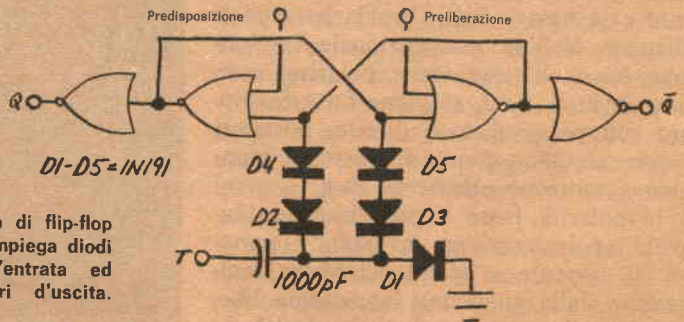 Predisposizione
Preliberazione
Q
Q̅
D1-D5=1N191
D4
D5
D2
D3
di flip-flop
mpiega diodi
'entrata ed
ri d'uscita.
T
1000pF
D1